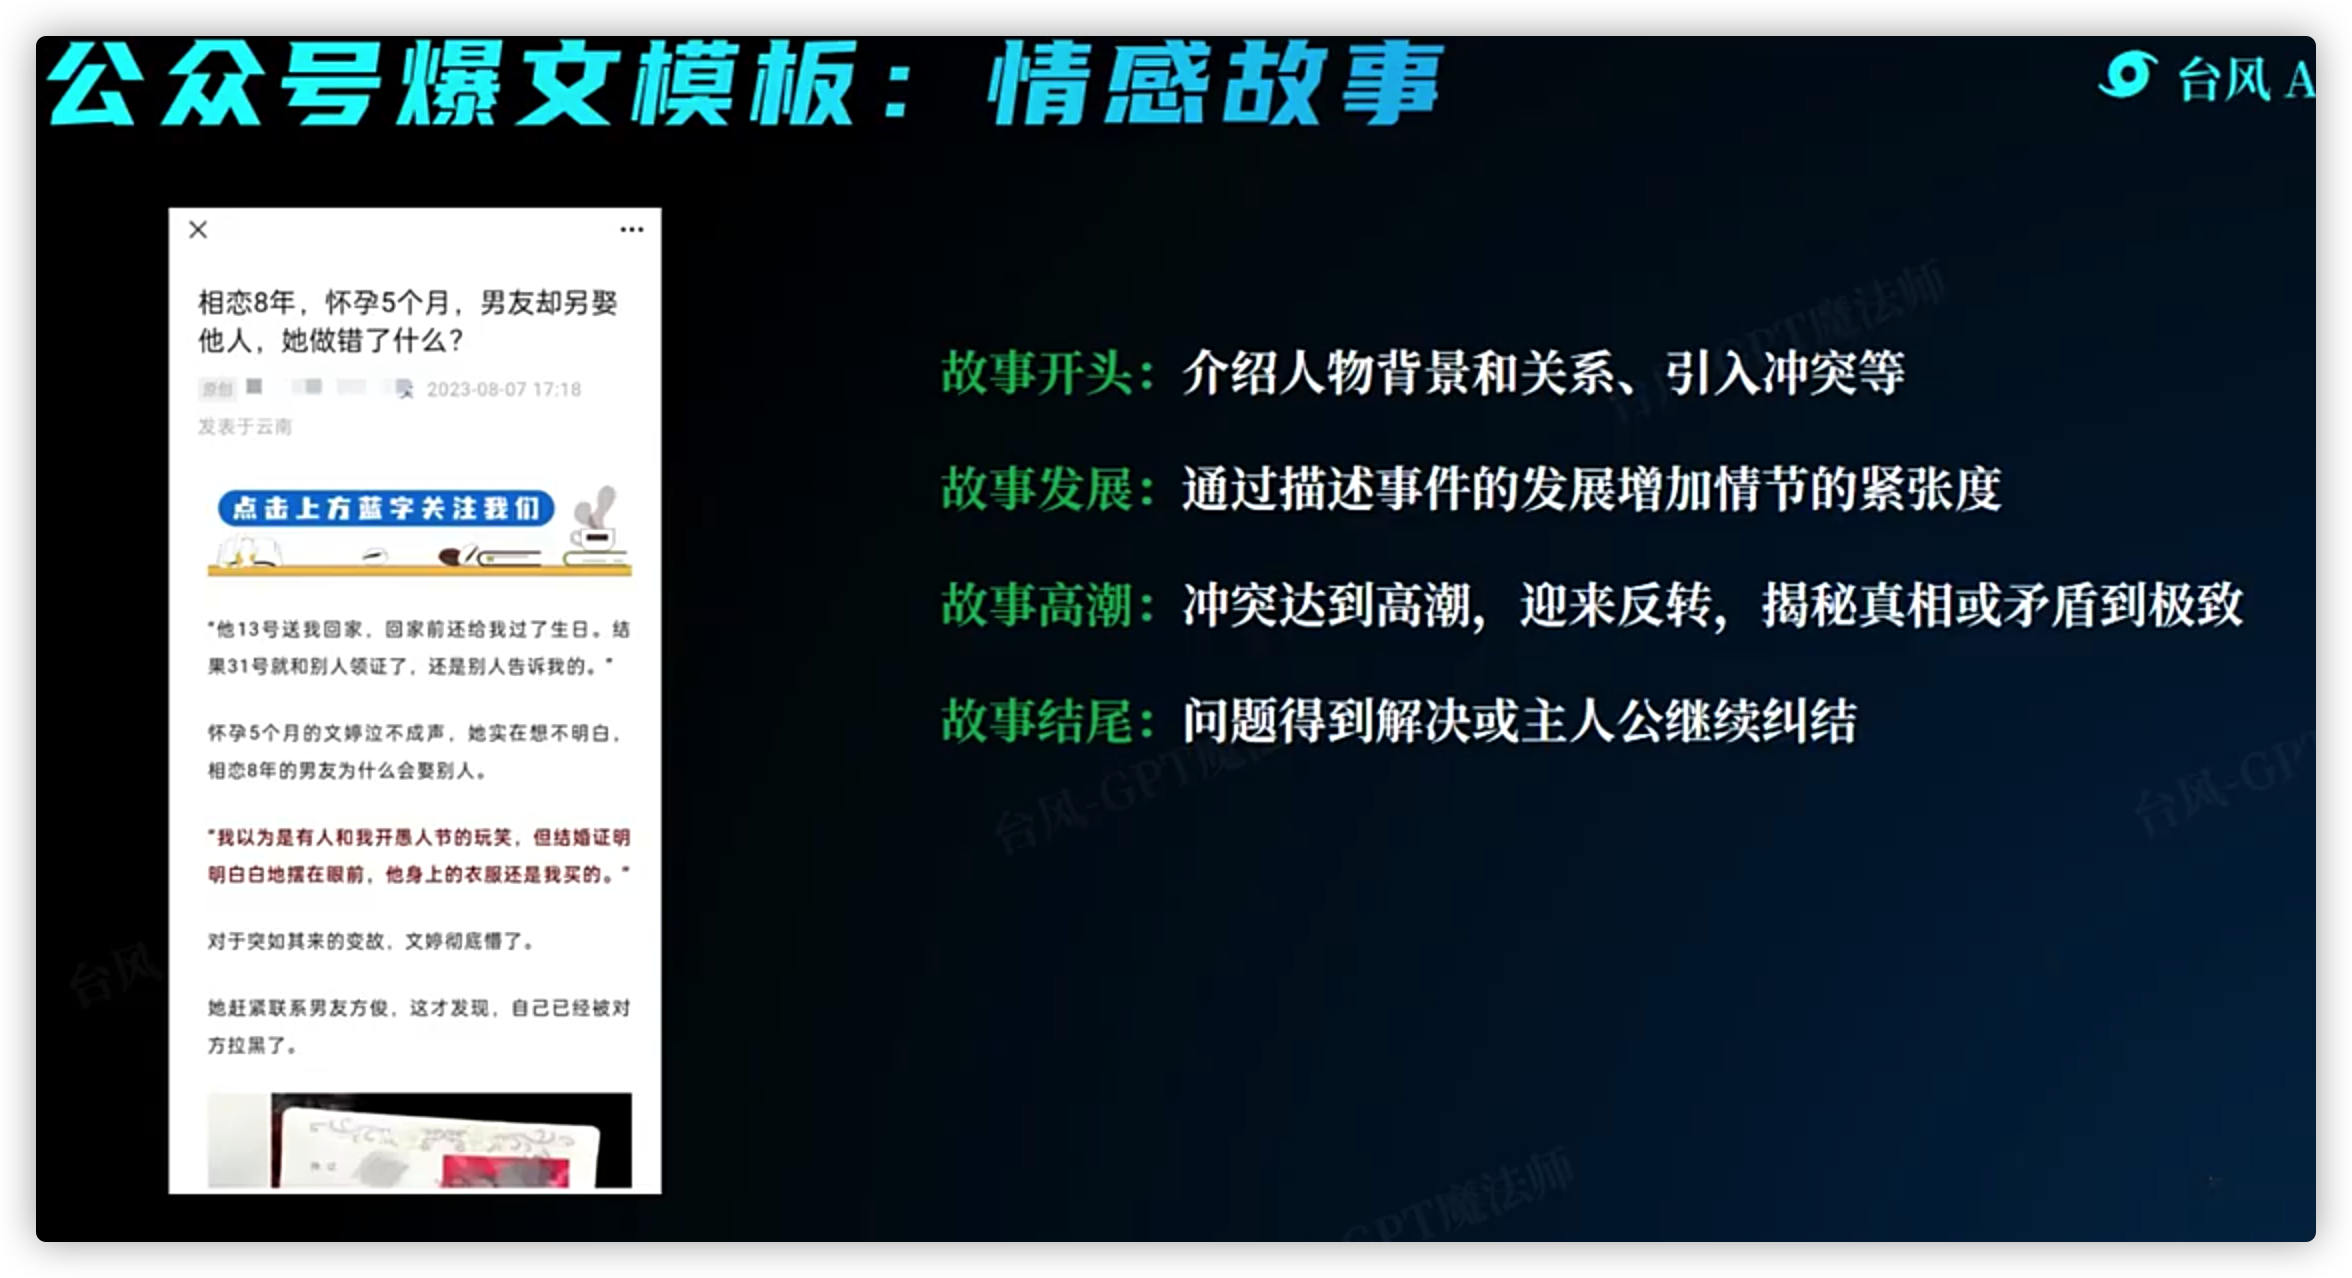 公众号爆文模板：情感故事
台风 A
相恋8年，怀孕5个月，男友却另娶
他人，她做错了什么？
原创
2023-08-07 17:18
发表于云南
点击上方蓝字关注我们
“他13号送我回家，回家前还给我过了生日。结
果31号就和别人领证了，还是别人告诉我的。”
怀孕5个月的文婷泣不成声，她实在想不明白，
相恋8年的男友为什么会娶别人。
“我以为是有人和我开愚人节的玩笑，但结婚证明
明白白地摆在眼前，他身上的衣服还是我买的。”
对于突如其来的变故，文婷彻底懵了。
她赶紧联系男友方俊，这才发现，自己已经被对
方拉黑了。
故事开头：介绍人物背景和关系、引入冲突等
故事发展：通过描述事件的发展增加情节的紧张度
故事高潮：冲突达到高潮，迎来反转，揭秘真相或矛盾到极致
故事结尾：问题得到解决或主人公继续纠结
台风-GPT魔法师
台风-GPT魔法
台风-GPT
台风
GPT魔法师